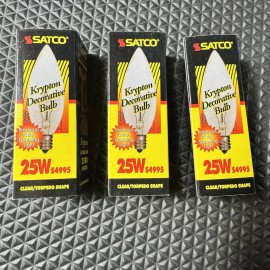 SATCO
Krypton
Decorative
Bulb
25W S4995
CLEAR/TORPEDO SHAPE
SATCO
Krypton
Decorative
Bulb
25W S4995
CLEAR/TORPEDO SHAPE
SATCO
Krypton
Decorative
Bulb
25W S4995
CLEAR/TORPEDO SHAPE